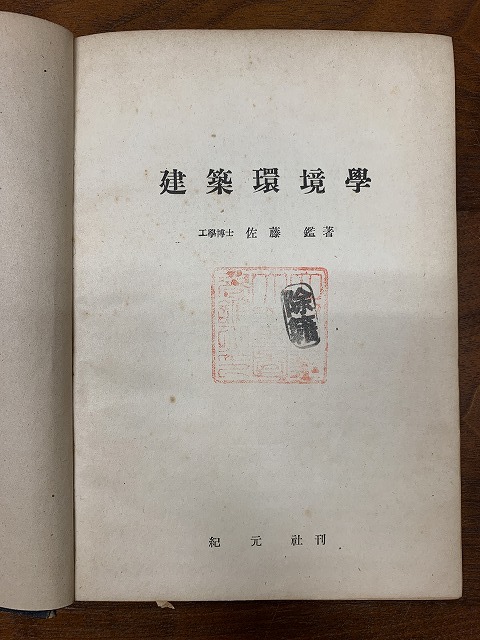 建築環境學
工學博士 佐藤 鑑著
除籍
紀元社刊